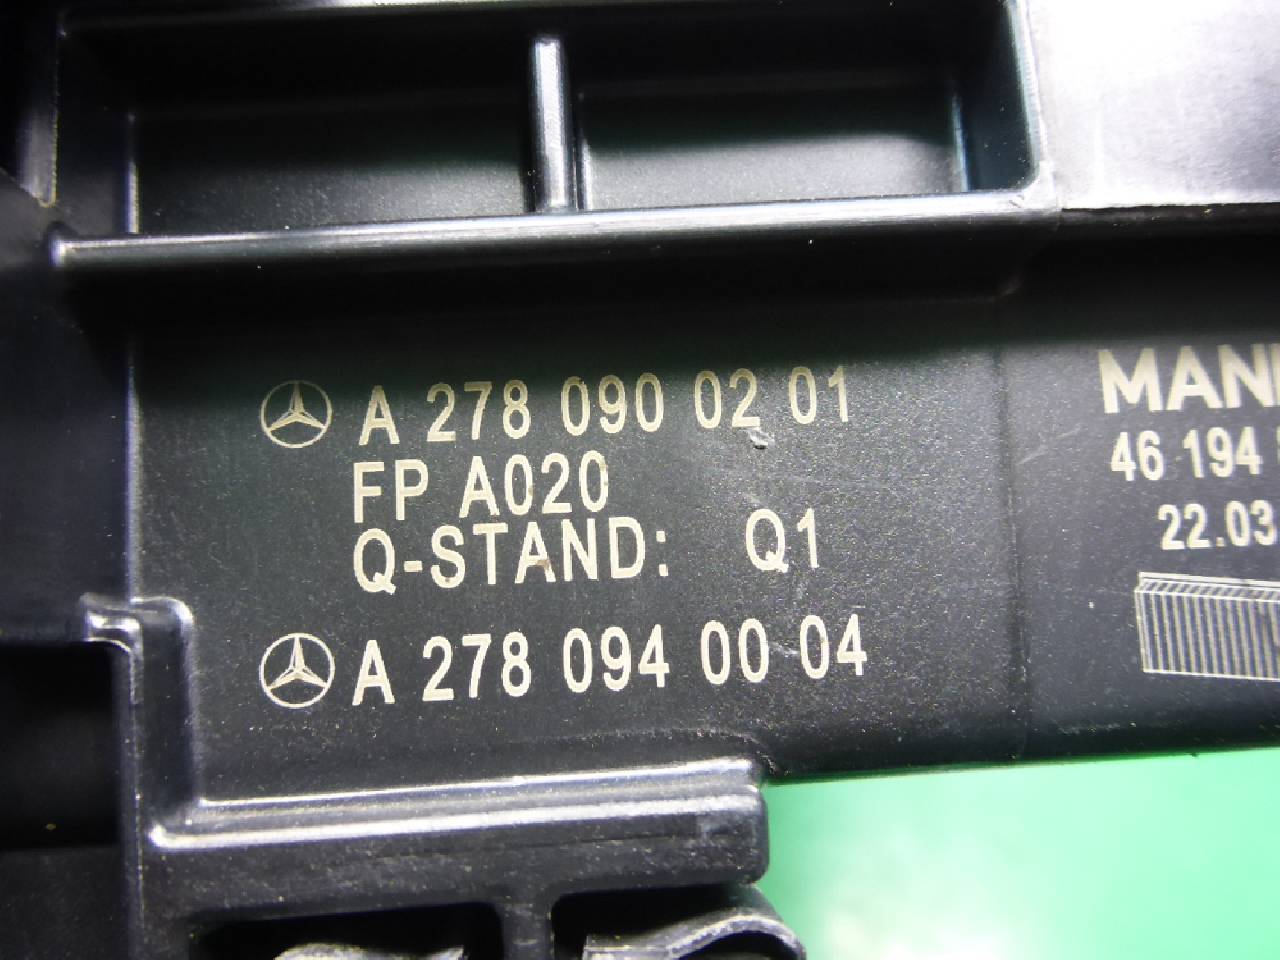 A 278 090 02 01
FP A020
Q-STAND: Q1
A 278 094 00 04
MAN
46 194
22.03